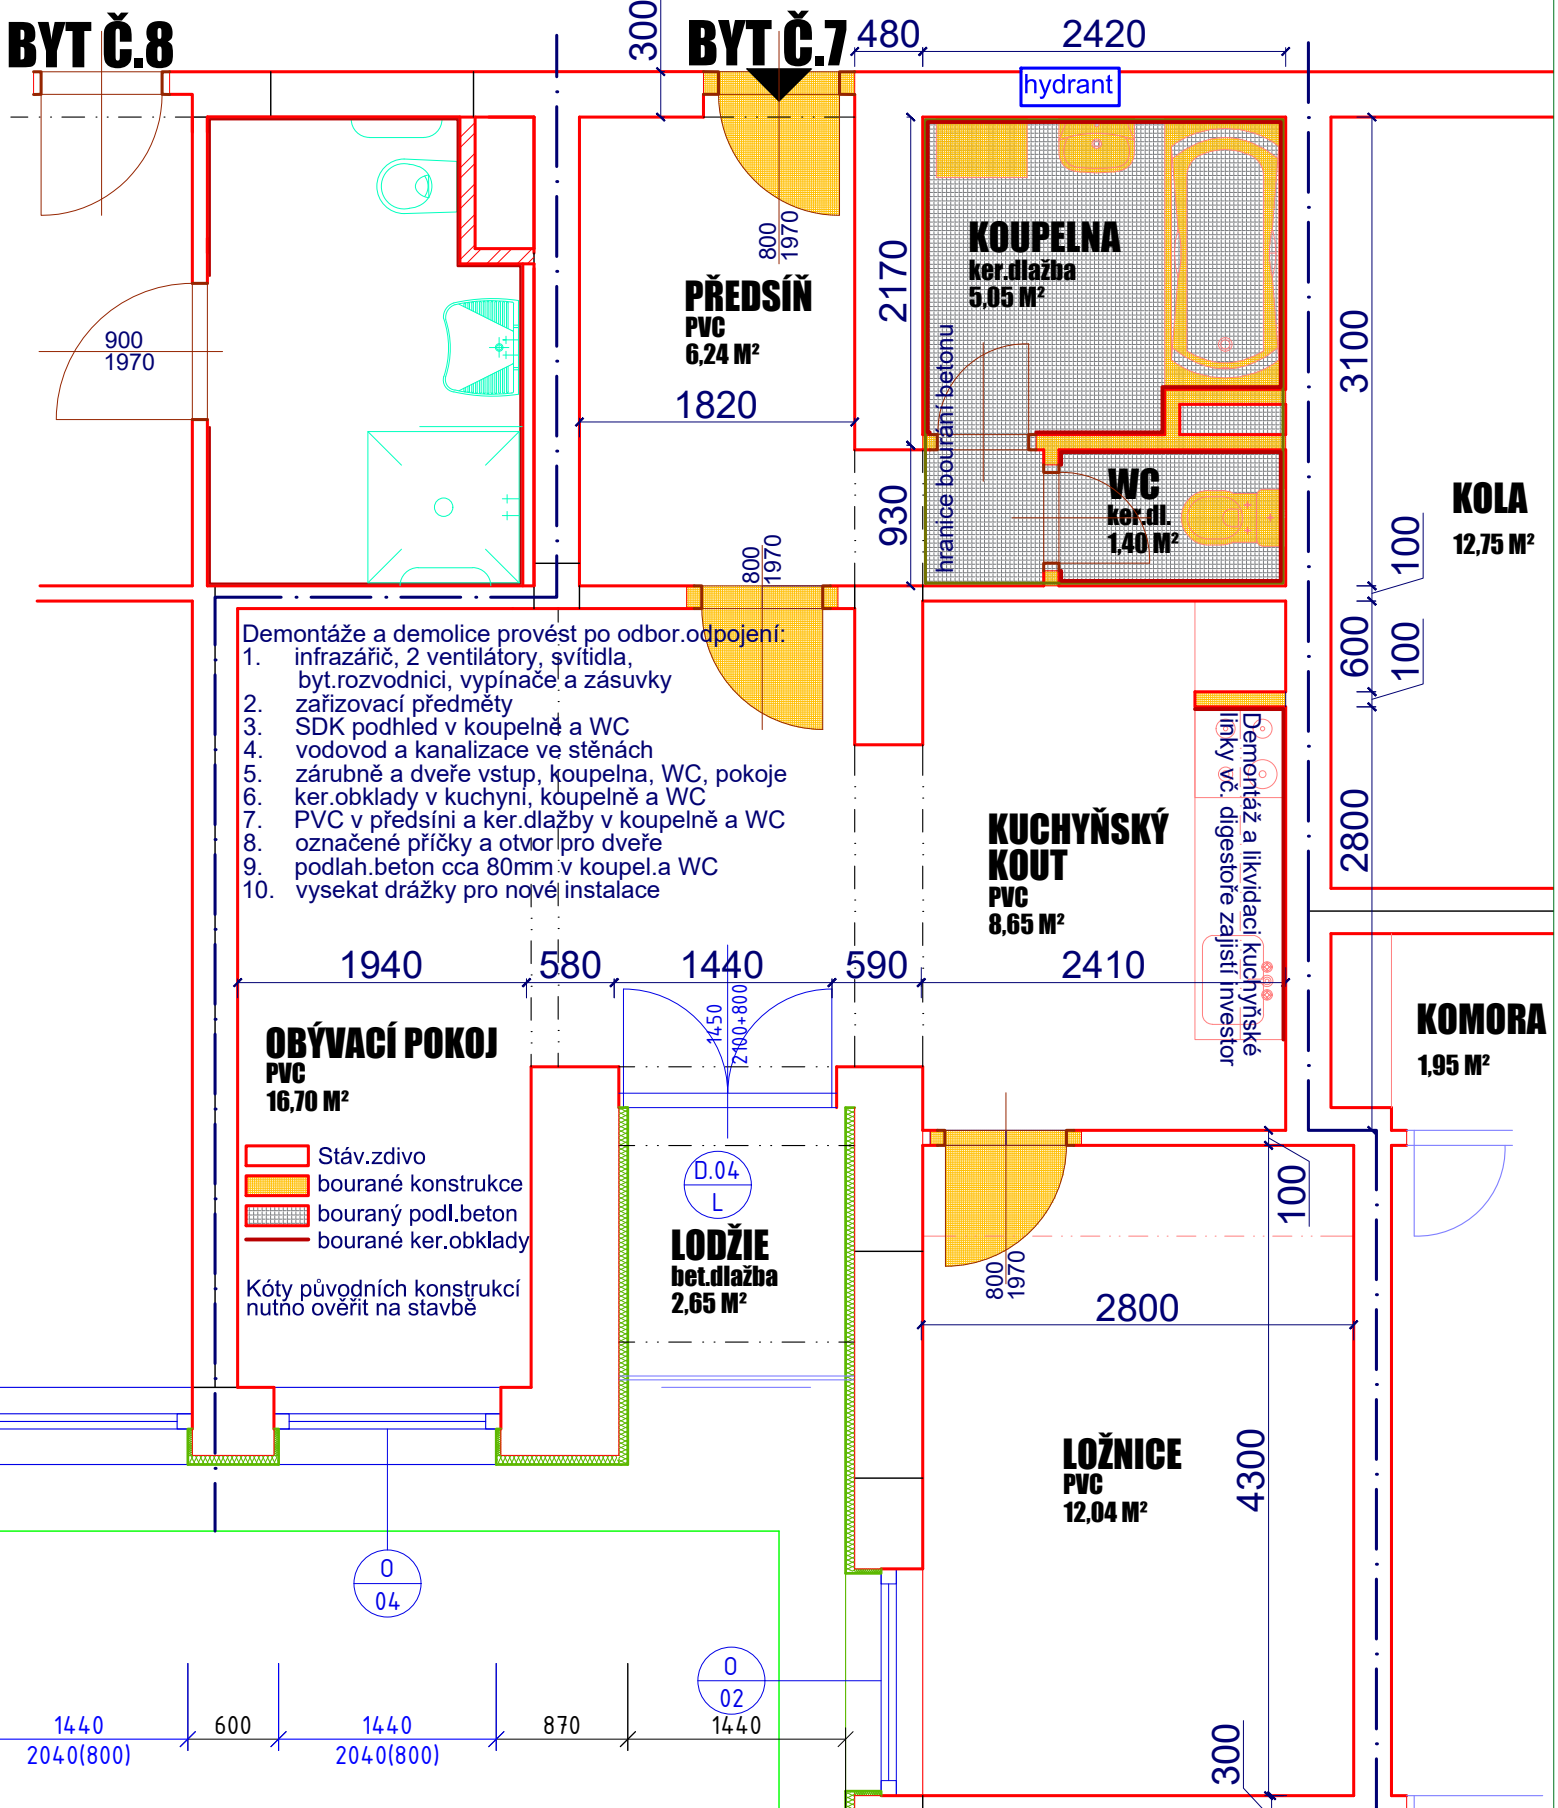 BYT Č.8
BYT Č.7
300
480
2420
hydrant
800
1970
900
1970
PŘEDSÍŇ
PVC
6,24 M²
1820
2170
930
KOUPELNA
ker.dlažba
5,05 M²
hranice bourání betonu
WC
ker.dl.
1,40 M²
3100
KOLA
12,75 M²
100
600
100
2800
800
1970
Demontáže a demolice provést po odbor.odpojení:
1. infrazářič, 2 ventilátory, svítidla,
byt.rozvodnici, vypínače a zásuvky
2. zařizovací předměty
3. SDK podhled v koupelně a WC
4. vodovod a kanalizace ve stěnách
5. zárubně a dveře vstup, koupelna, WC, pokoje
6. ker.obklady v kuchyni, koupelně a WC
7. PVC v předsíni a ker.dlažby v koupelně a WC
8. označené příčky a otvor pro dveře
9. podlah.beton cca 80mm v koupel.a WC
10. vysekat drážky pro nové instalace
KUCHYŇSKÝ
KOUT
PVC
8,65 M²
Demontáž a likvidaci kuchyňské
linky vč. digestoře zajistí investor
1940
580
1440
590
2410
1450
2100+800
OBÝVACÍ POKOJ
PVC
16,70 M²
KOMORA
1,95 M²
Stáv.zdivo
bourané konstrukce
bouraný podl.beton
bourané ker.obklady
Kóty původních konstrukcí
nutno ověřit na stavbě
D.04
L
LODŽIE
bet.dlažba
2,65 M²
100
800
1970
2800
4300
LOŽNICE
PVC
12,04 M²
O
04
O
02
300
1440
2040(800)
600
1440
2040(800)
870
1440